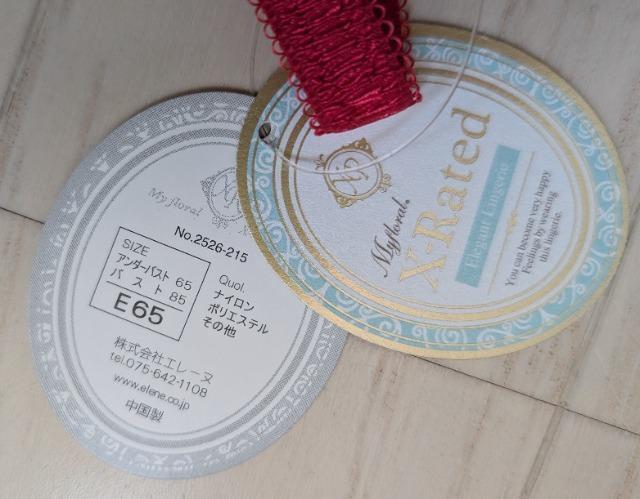 My floral
No.2526-215
SIZE
アンダーバスト 65
バスト 85
E65
Quol.
ナイロン
ポリエステル
その他
株式会社エレーヌ
tel.075-642-1108
www.elene.co.jp
中国製
Myfloral®
X-Rated
Elegant Lingerie
You can become very happy
Feelings by wearing
this lingerie.